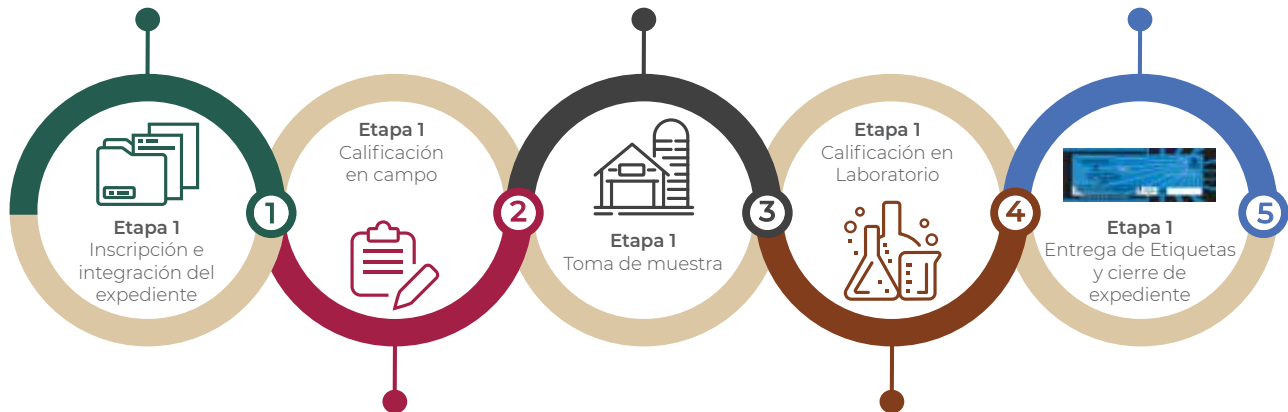 Etapa 1
Inscripción e
integración del
expediente
1
Etapa 1
Calificación
en campo
2
Etapa 1
Toma de muestra
3
Etapa 1
Calificación en
Laboratorio
4
Etapa 1
Entrega de Etiquetas
y cierre de
expediente
5